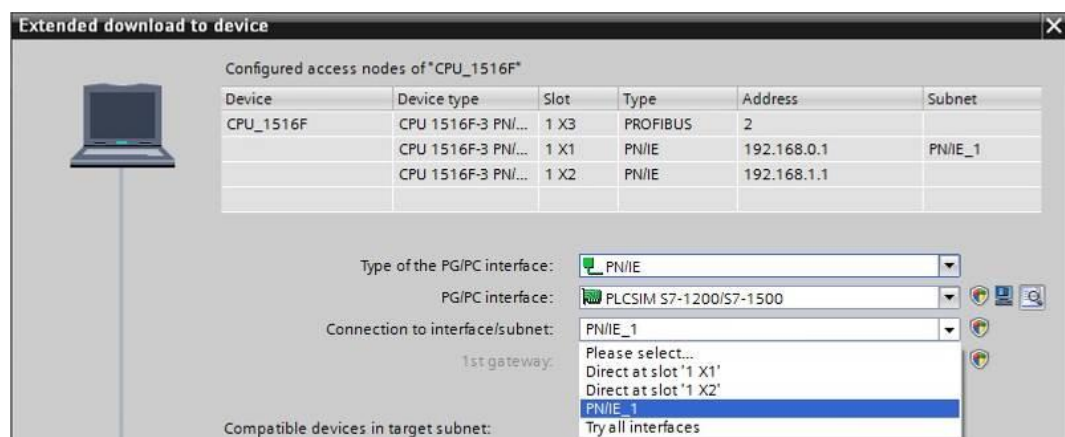 Extended download to device
Configured access nodes of "CPU_1516F"
Device Device type Slot Type Address Subnet
CPU_1516F CPU 1516F-3 PN/... 1 X3 PROFIBUS 2
CPU 1516F-3 PN/... 1 X1 PN/IE 192.168.0.1 PN/IE_1
CPU 1516F-3 PN/... 1 X2 PN/IE 192.168.1.1
Type of the PG/PC interface: PN/IE
PG/PC interface: PLCSIM S7-1200/S7-1500
Connection to interface/subnet: PN/IE_1
1st gateway:
Please select...
Direct at slot '1 X1'
Direct at slot '1 X2'
PN/IE_1
Try all interfaces
Compatible devices in target subnet: